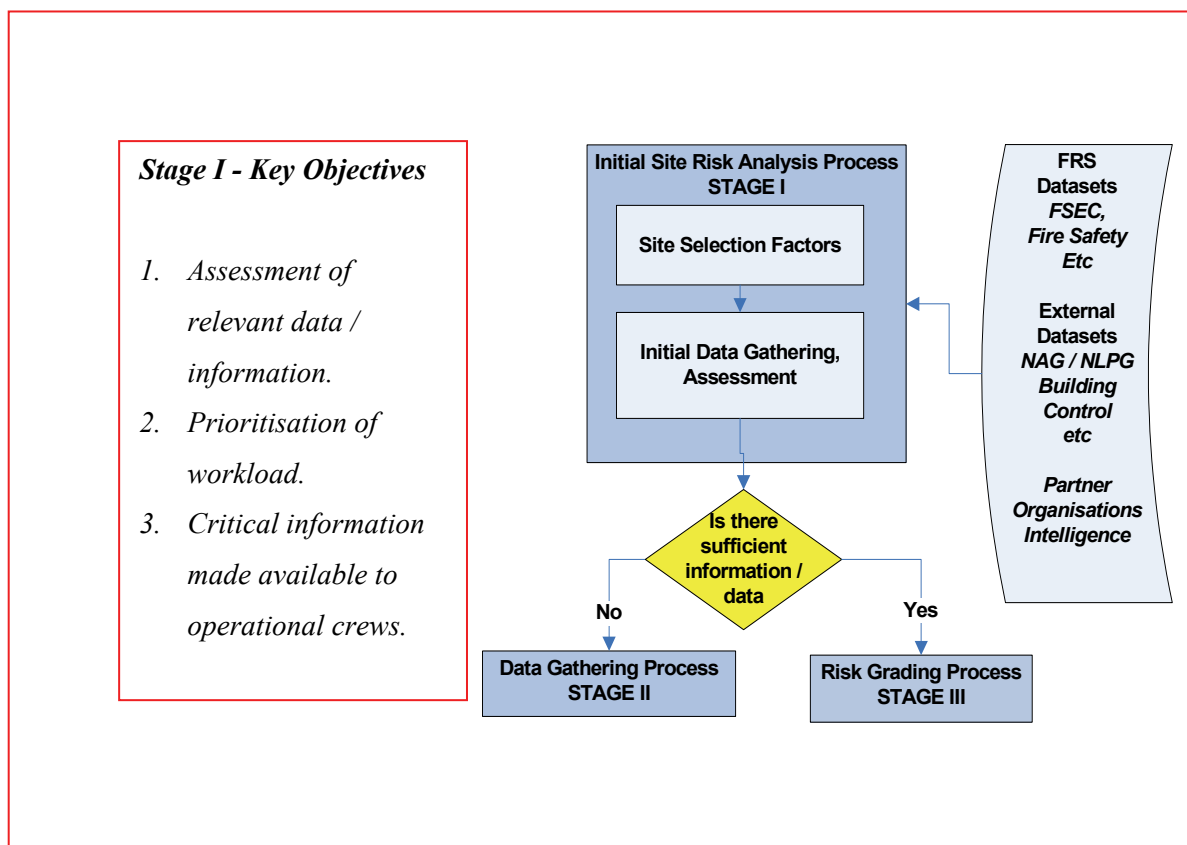 Stage I - Key Objectives
1. Assessment of
relevant data /
information.
2. Prioritisation of
workload.
3. Critical information
made available to
operational crews.
Initial Site Risk Analysis Process
STAGE I
Site Selection Factors
Initial Data Gathering,
Assessment
Is there
sufficient
information /
data
No
Yes
Data Gathering Process
STAGE II
Risk Grading Process
STAGE III
FRS
Datasets
FSEC,
Fire Safety
Etc
External
Datasets
NAG / NLPG
Building
Control
etc
Partner
Organisations
Intelligence